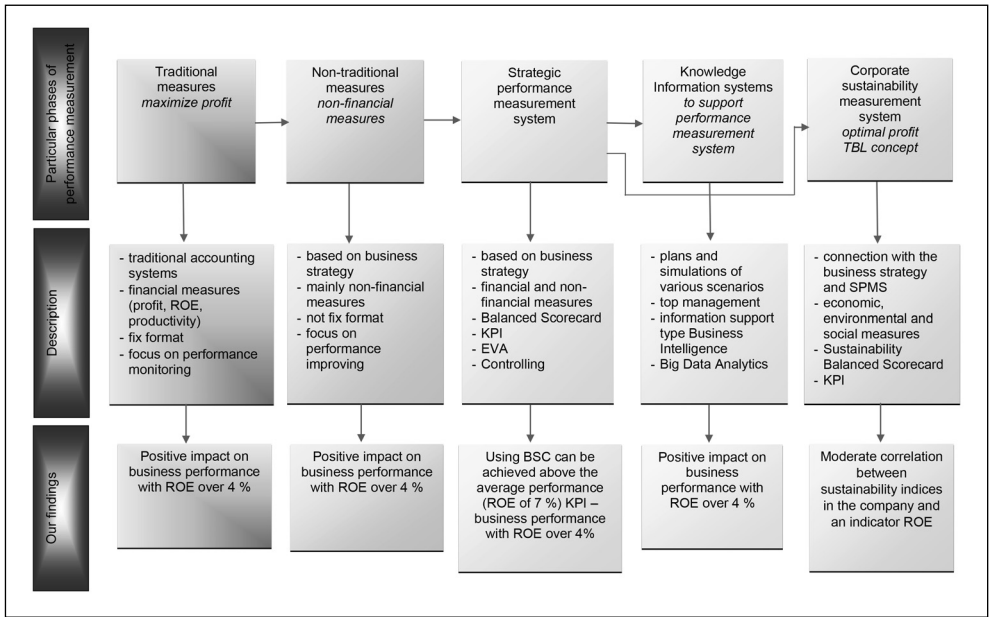 Particular phases of
performance measurement
Traditional
measures
maximize profit
Non-traditional
measures
non-financial
measures
Strategic
performance
measurement
system
Knowledge
Information systems
to support
performance
measurement
system
Corporate
sustainability
measurement
system
optimal profit
TBL concept
Description
- traditional accounting
systems
- financial measures
(profit, ROE,
productivity)
- fix format
- focus on performance
monitoring
- based on business
strategy
- mainly non-financial
measures
- not fix format
- focus on
performance
improving
- based on business
strategy
- financial and non-
financial measures
- Balanced Scorecard
- KPI
- EVA
- Controlling
- plans and
simulations of
various scenarios
- top management
- information support
type Business
Intelligence
- Big Data Analytics
- connection with the
business strategy
and SPMS
- economic,
environmental and
social measures
- Sustainability
Balanced Scorecard
- KPI
Our findings
Positive impact on
business performance
with ROE over 4 %
Positive impact on
business performance
with ROE over 4 %
Using BSC can be
achieved above the
average performance
(ROE of 7 %) KPI –
business performance
with ROE over 4%
Positive impact on
business
performance with
ROE over 4 %
Moderate correlation
between
sustainability indices
in the company and
an indicator ROE